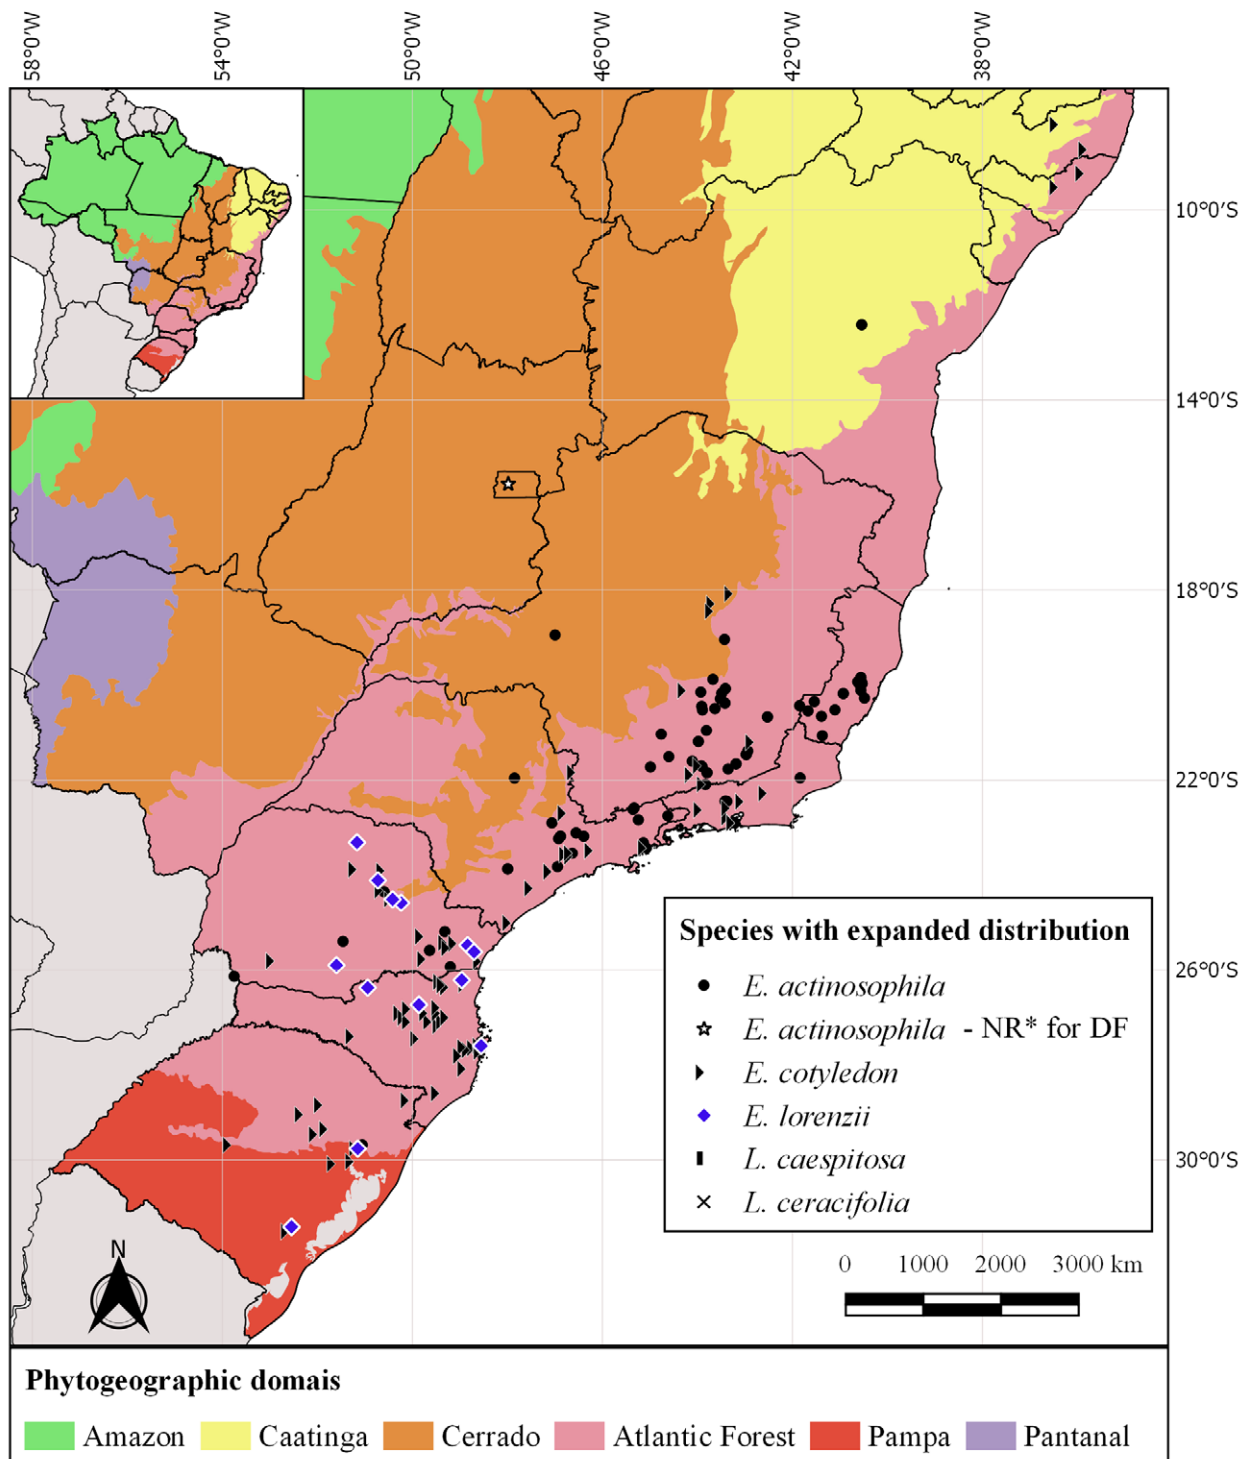 58°0'W 54°0'W 50°0'W 46°0'W 42°0'W 38°0'W
10°0'S
14°0'S
18°0'S
22°0'S
26°0'S
30°0'S
Species with expanded distribution
E. actinosophila
E. actinosophila - NR* for DF
E. cotyledon
E. lorenzii
L. caespitosa
L. ceracifolia
N
0 1000 2000 3000 km
Phytogeographic domais
Amazon Caatinga Cerrado Atlantic Forest Pampa Pantanal